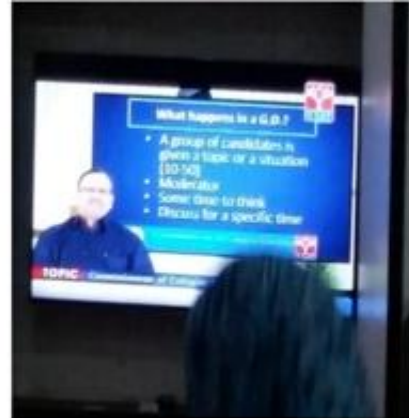 What happens in a G.D.?
• A group of candidates is
given a topic or a situation
(10-50)
• Moderator
• Some time to think
• Discuss for a specific time
TOPIC
of